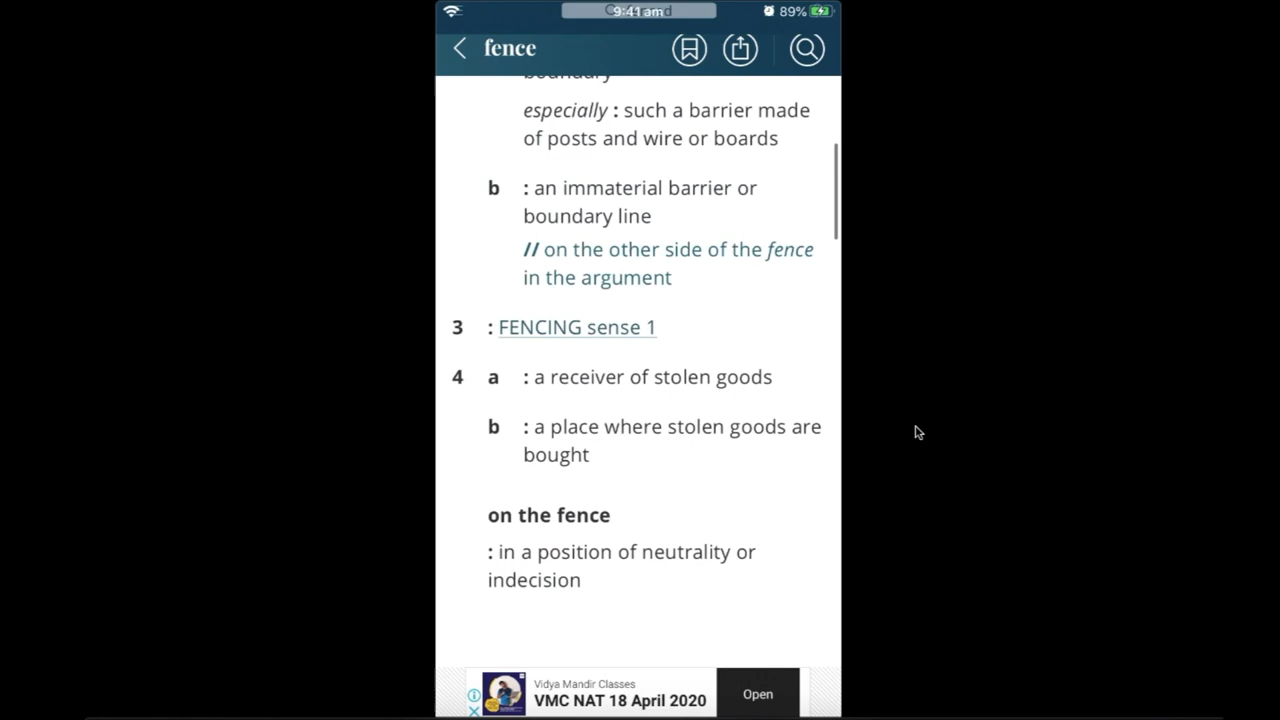 9:41 am
89%
fence
boundary
especially : such a barrier made
of posts and wire or boards
b : an immaterial barrier or
boundary line
// on the other side of the fence
in the argument
3 : FENCING sense 1
4 a : a receiver of stolen goods
b : a place where stolen goods are
bought
on the fence
: in a position of neutrality or
indecision
Vidya Mandir Classes
VMC NAT 18 April 2020
Open